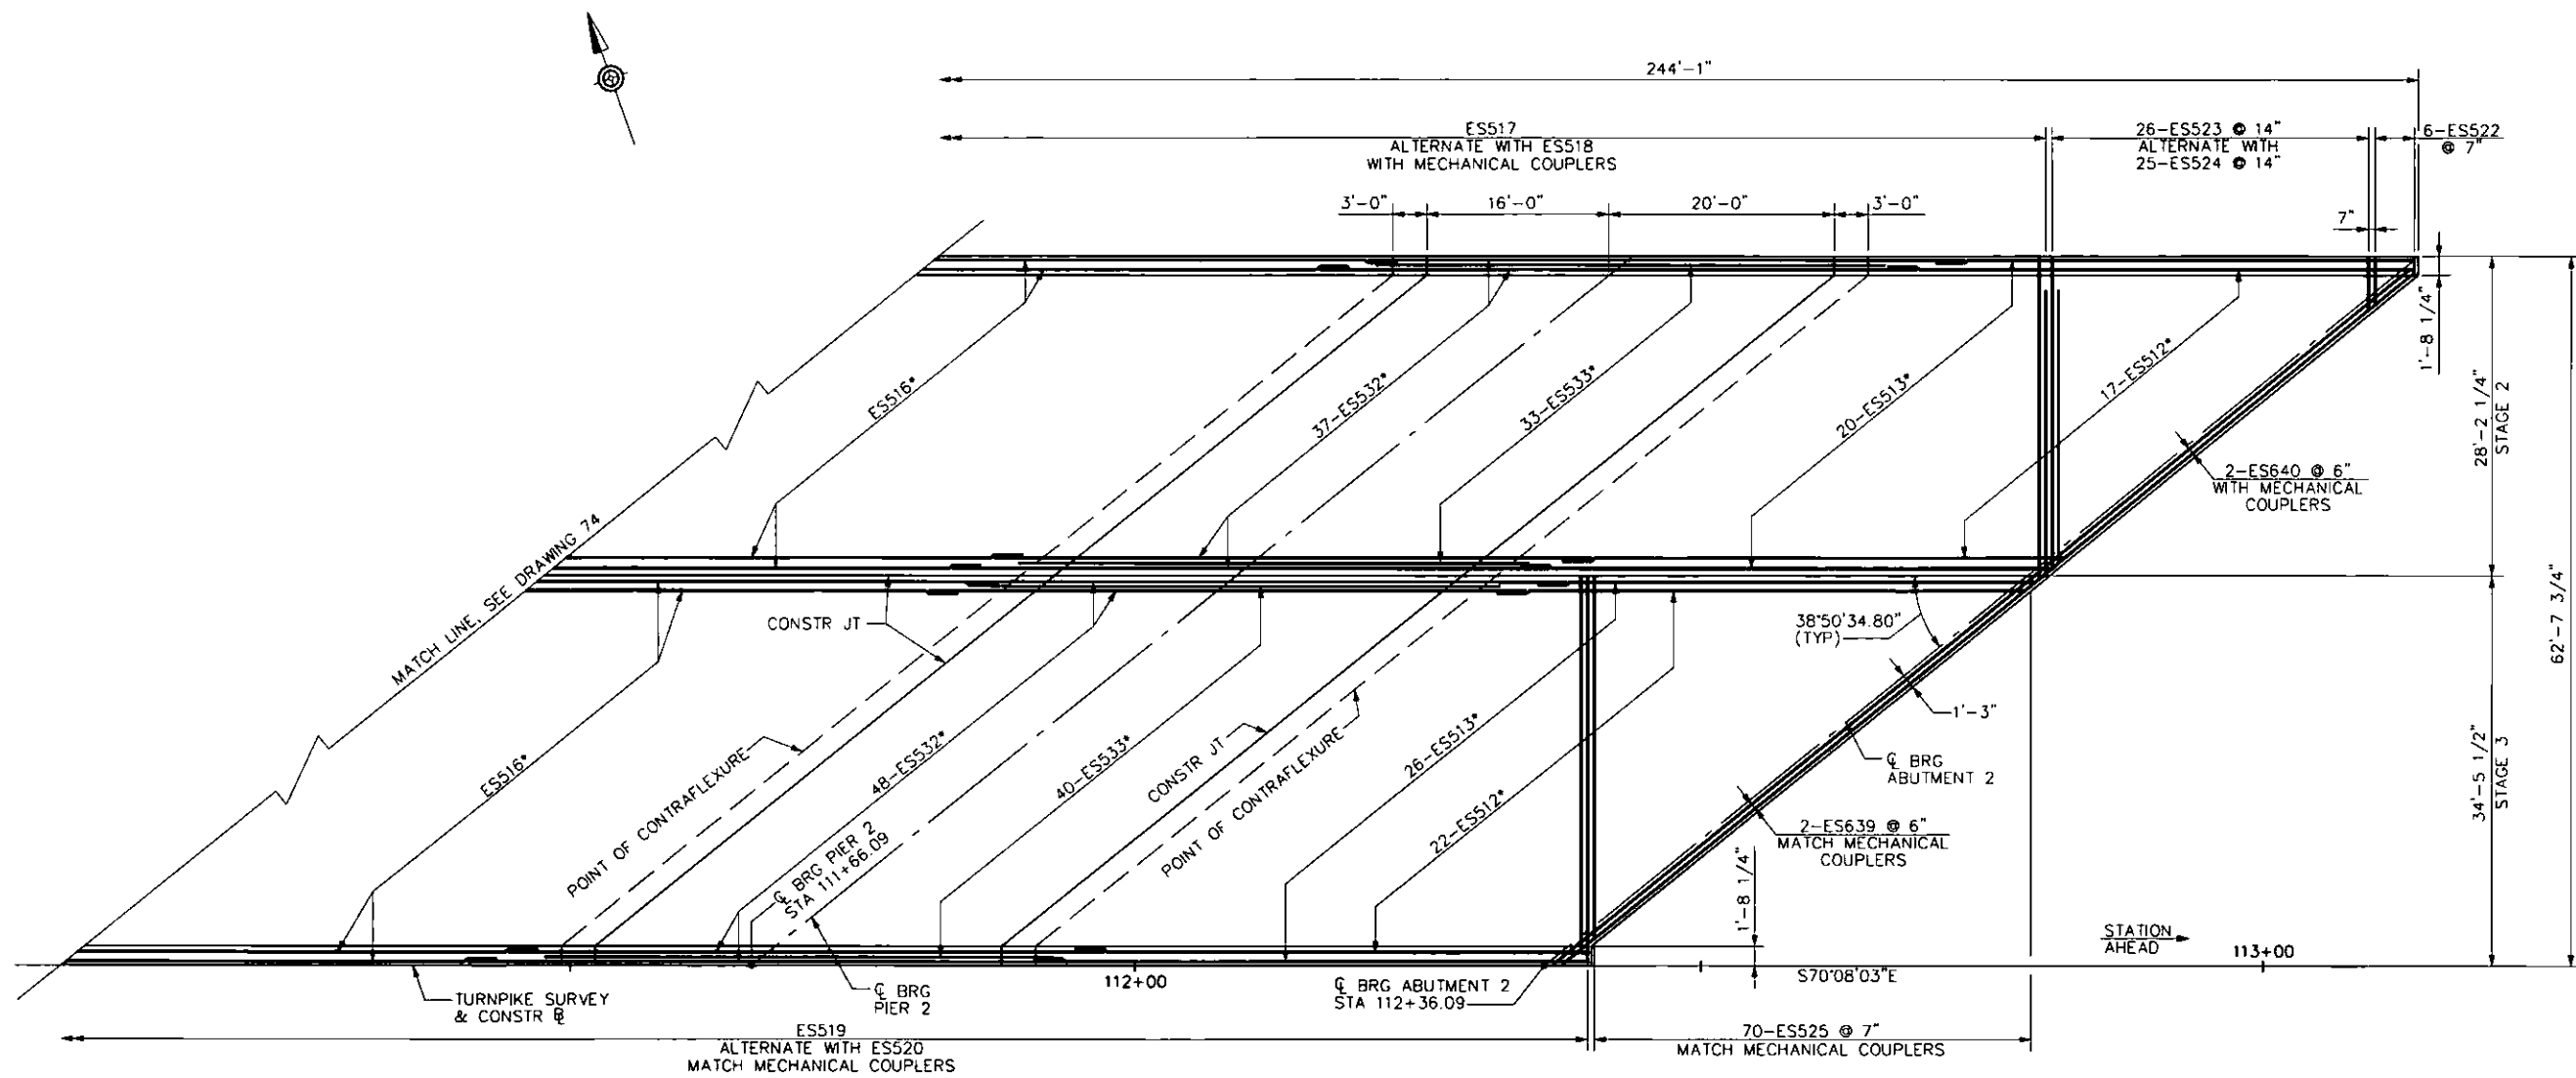 244'-1"
ES517
ALTERNATE WITH ES518
WITH MECHANICAL COUPLERS
26-ES523 @ 14"
ALTERNATE WITH
25-ES524 @ 14"
6-ES522
@ 7"
3'-0"
16'-0"
20'-0"
3'-0"
7"
1'-8 1/4"
ES516*
37-ES532*
33-ES533*
20-ES513*
17-ES512*
28'-2 1/4"
STAGE 2
2-ES640 @ 6"
WITH MECHANICAL
COUPLERS
MATCH LINE, SEE DRAWING 74
CONSTR JT
38°50'34.80"
(TYP)
62'-7 3/4"
1'-3"
ES516*
POINT OF CONTRAFLEXURE
48-ES532*
40-ES533*
CONSTR JT
POINT OF CONTRAFLEXURE
26-ES513*
22-ES512*
℄ BRG
ABUTMENT 2
34'-5 1/2"
STAGE 3
2-ES639 @ 6"
MATCH MECHANICAL
COUPLERS
℄ BRG PIER 2
STA 111+66.09
1'-8 1/4"
STATION
AHEAD
113+00
112+00
S70°08'03"E
TURNPIKE SURVEY
& CONSTR ℄
℄ BRG
PIER 2
℄ BRG ABUTMENT 2
STA 112+36.09
ES519
ALTERNATE WITH ES520
MATCH MECHANICAL COUPLERS
70-ES525 @ 7"
MATCH MECHANICAL COUPLERS